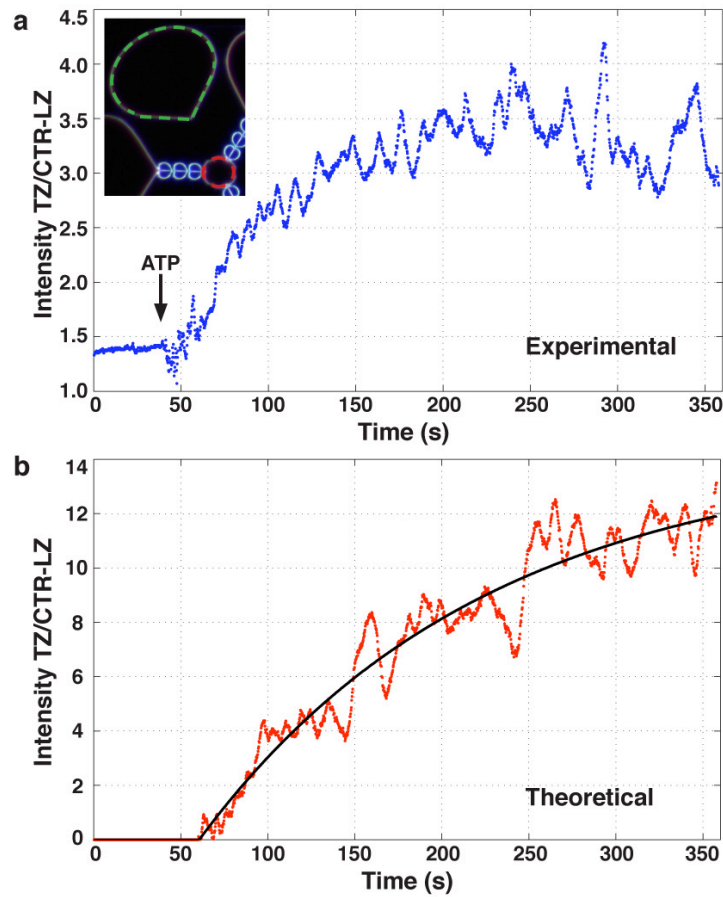 a
4.5
4.0
3.5
3.0
2.5
2.0
1.5
1.0
Intensity TZ/CTR-LZ
ATP
Experimental
0 50 100 150 200 250 300 350
Time (s)
b
14
12
10
8
6
4
2
0
Intensity TZ/CTR-LZ
Theoretical
0 50 100 150 200 250 300 350
Time (s)